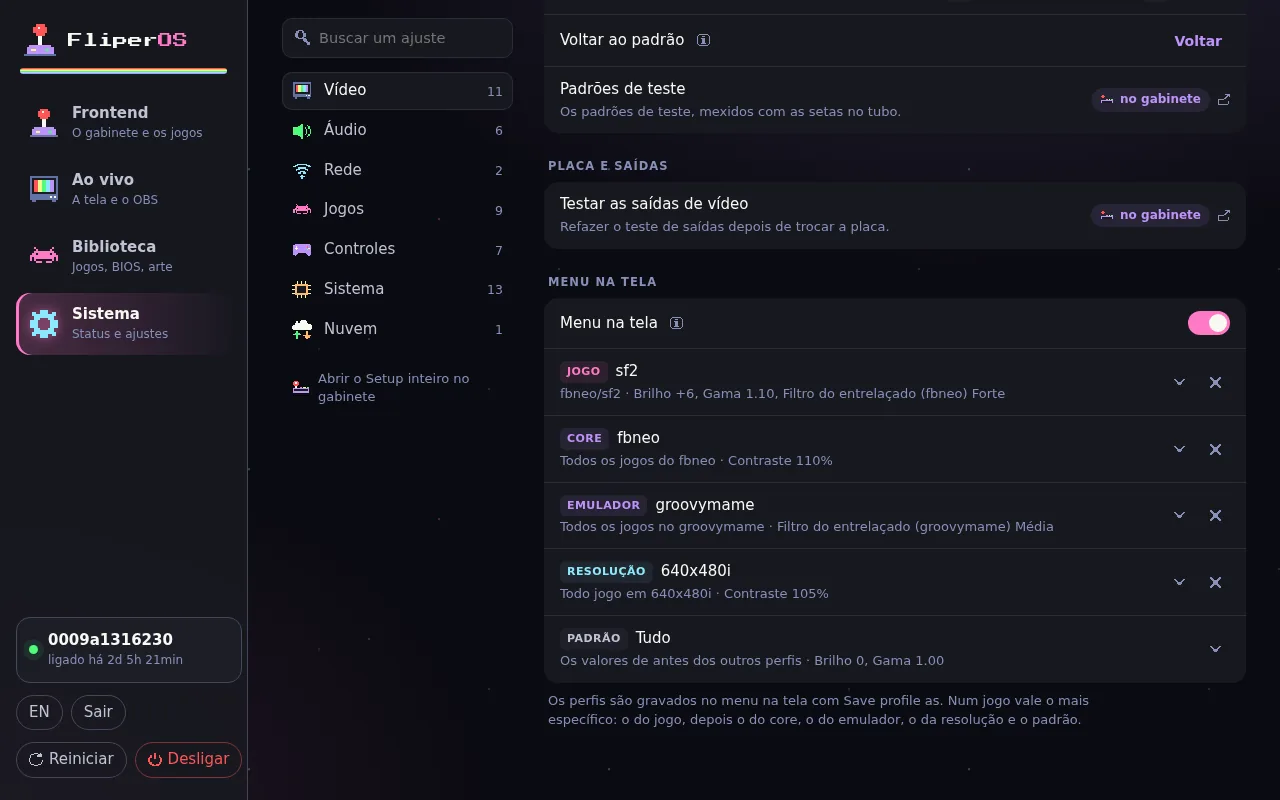 FliperOS
Frontend
O gabinete e os jogos
Ao vivo
A tela e o OBS
Biblioteca
Jogos, BIOS, arte
Sistema
Status e ajustes
0009a1316230
ligado há 2d 5h 21min
EN
Sair
Reiniciar
Desligar
Buscar um ajuste
Vídeo 11
Áudio 6
Rede 2
Jogos 9
Controles 7
Sistema 13
Nuvem 1
Abrir o Setup inteiro no
gabinete
Voltar ao padrão
Voltar
Padrões de teste
Os padrões de teste, mexidos com as setas no tubo.
no gabinete
PLACA E SAÍDAS
Testar as saídas de vídeo
Refazer o teste de saídas depois de trocar a placa.
no gabinete
MENU NA TELA
Menu na tela
JOGO sf2
fbneo/sf2 · Brilho +6, Gama 1.10, Filtro do entrelaçado (fbneo) Forte
CORE fbneo
Todos os jogos do fbneo · Contraste 110%
EMULADOR groovymame
Todos os jogos no groovymame · Filtro do entrelaçado (groovymame) Média
RESOLUÇÃO 640x480i
Todo jogo em 640x480i · Contraste 105%
PADRÃO Tudo
Os valores de antes dos outros perfis · Brilho 0, Gama 1.00
Os perfis são gravados no menu na tela com Save profile as. Num jogo vale o mais
específico: o do jogo, depois o do core, o do emulador, o da resolução e o padrão.